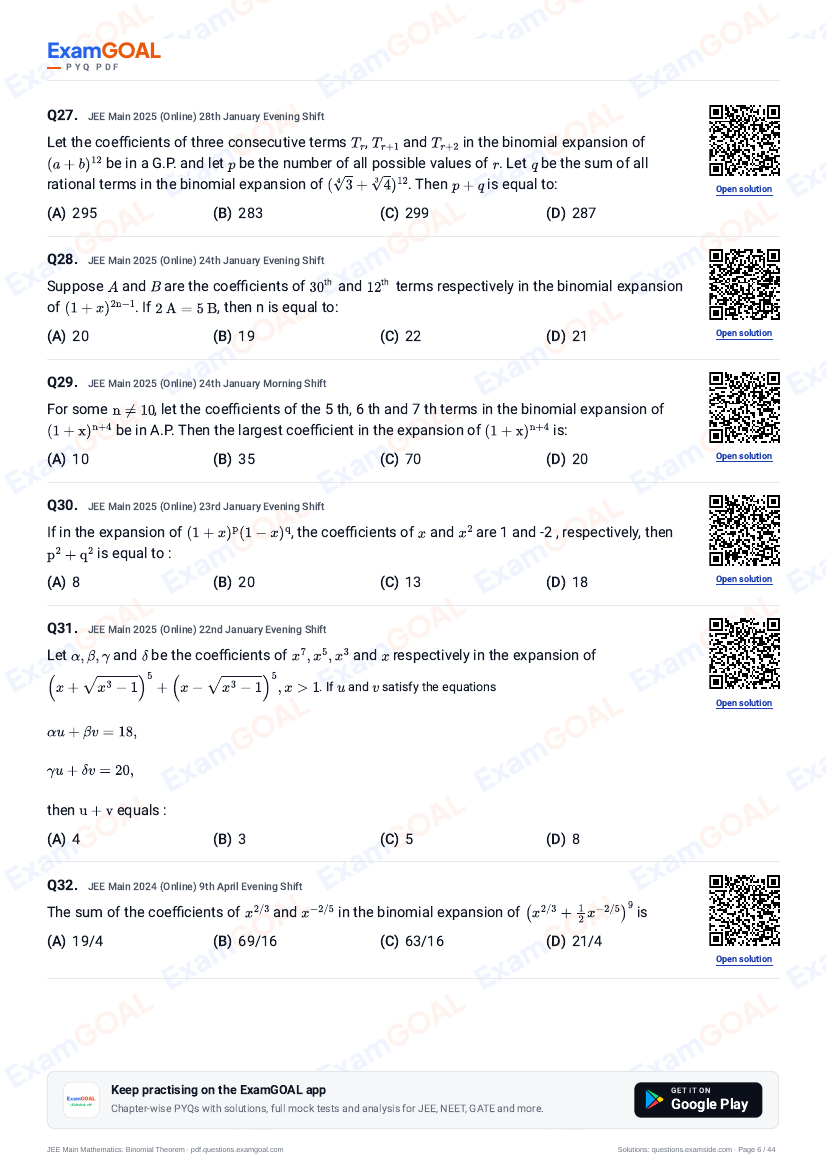 ExamGOAL
PYQ PDF
Q27. JEE Main 2025 (Online) 28th January Evening Shift
Let the coefficients of three consecutive terms T_r, T_{r+1} and T_{r+2} in the binomial expansion of
(a + b)^{12} be in a G.P. and let p be the number of all possible values of r. Let q be the sum of all
rational terms in the binomial expansion of (∜3 + ∛4)^{12}. Then p + q is equal to:
(A) 295 (B) 283 (C) 299 (D) 287
Open solution
Q28. JEE Main 2025 (Online) 24th January Evening Shift
Suppose A and B are the coefficients of 30^{th} and 12^{th} terms respectively in the binomial expansion
of (1 + x)^{2n−1}. If 2 A = 5 B, then n is equal to:
(A) 20 (B) 19 (C) 22 (D) 21
Open solution
Q29. JEE Main 2025 (Online) 24th January Morning Shift
For some n ≠ 10, let the coefficients of the 5 th, 6 th and 7 th terms in the binomial expansion of
(1 + x)^{n+4} be in A.P. Then the largest coefficient in the expansion of (1 + x)^{n+4} is:
(A) 10 (B) 35 (C) 70 (D) 20
Open solution
Q30. JEE Main 2025 (Online) 23rd January Evening Shift
If in the expansion of (1 + x)^p(1 − x)^q, the coefficients of x and x^2 are 1 and -2 , respectively, then
p^2 + q^2 is equal to :
(A) 8 (B) 20 (C) 13 (D) 18
Open solution
Q31. JEE Main 2025 (Online) 22nd January Evening Shift
Let α, β, γ and δ be the coefficients of x^7, x^5, x^3 and x respectively in the expansion of
(x + √(x^3 − 1))^5 + (x − √(x^3 − 1))^5, x > 1. If u and v satisfy the equations
αu + βv = 18,
γu + δv = 20,
then u + v equals :
(A) 4 (B) 3 (C) 5 (D) 8
Open solution
Q32. JEE Main 2024 (Online) 9th April Evening Shift
The sum of the coefficients of x^{2/3} and x^{−2/5} in the binomial expansion of (x^{2/3} + 1/2 x^{−2/5})^9 is
(A) 19/4 (B) 69/16 (C) 63/16 (D) 21/4
Open solution
Keep practising on the ExamGOAL app
Chapter-wise PYQs with solutions, full mock tests and analysis for JEE, NEET, GATE and more.
ExamGOAL
GET IT ON
Google Play
JEE Main Mathematics: Binomial Theorem · pdf.questions.examgoal.com
Solutions: questions.examside.com · Page 6 / 44